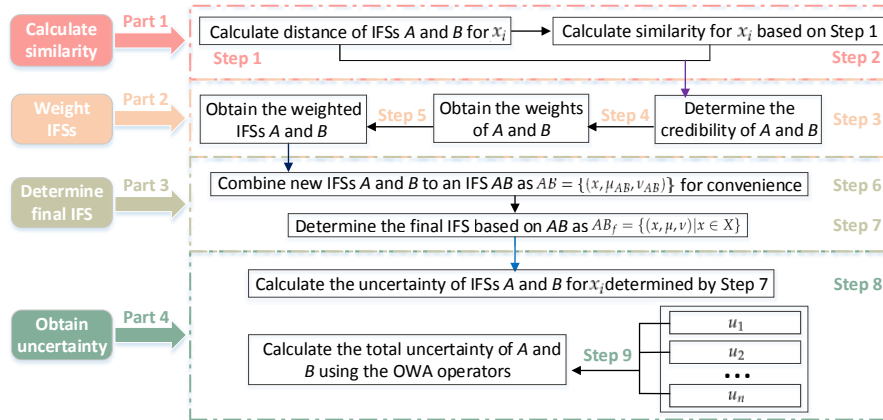 Calculate similarity
Part 1
Calculate distance of IFSs A and B for xᵢ
Calculate similarity for xᵢ based on Step 1
Step 1
Step 2
Weight IFSs
Part 2
Obtain the weighted IFSs A and B
Step 5
Obtain the weights of A and B
Step 4
Determine the credibility of A and B
Step 3
Determine final IFS
Part 3
Combine new IFSs A and B to an IFS AB as AB = {(x, μ_AB, ν_AB)} for convenience
Step 6
Determine the final IFS based on AB as AB_f = {(x, μ, ν)|x ∈ X}
Step 7
Obtain uncertainty
Part 4
Calculate the uncertainty of IFSs A and B for xᵢ determined by Step 7
Step 8
Calculate the total uncertainty of A and B using the OWA operators
Step 9
u₁
u₂
...
uₙ